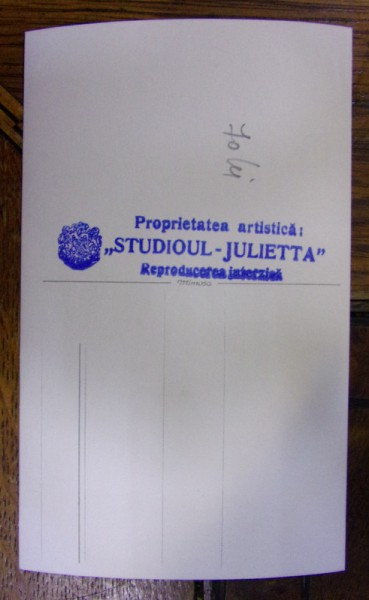 70 lei
Proprietatea artistică:
„STUDIOUL-JULIETTA”
Reproducerea interzisă